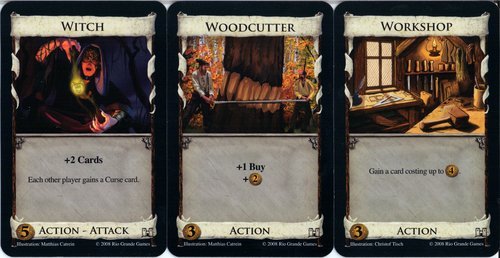 Witch
+2 Cards
Each other player gains a Curse card.
5
Action – Attack
Illustration: Matthias Catrein
© 2008 Rio Grande Games
Woodcutter
+1 Buy
+2
3
Action
Illustration: Matthias Catrein
© 2008 Rio Grande Games
Workshop
Gain a card costing up to 4
3
Action
Illustration: Christof Tisch
© 2008 Rio Grande Games